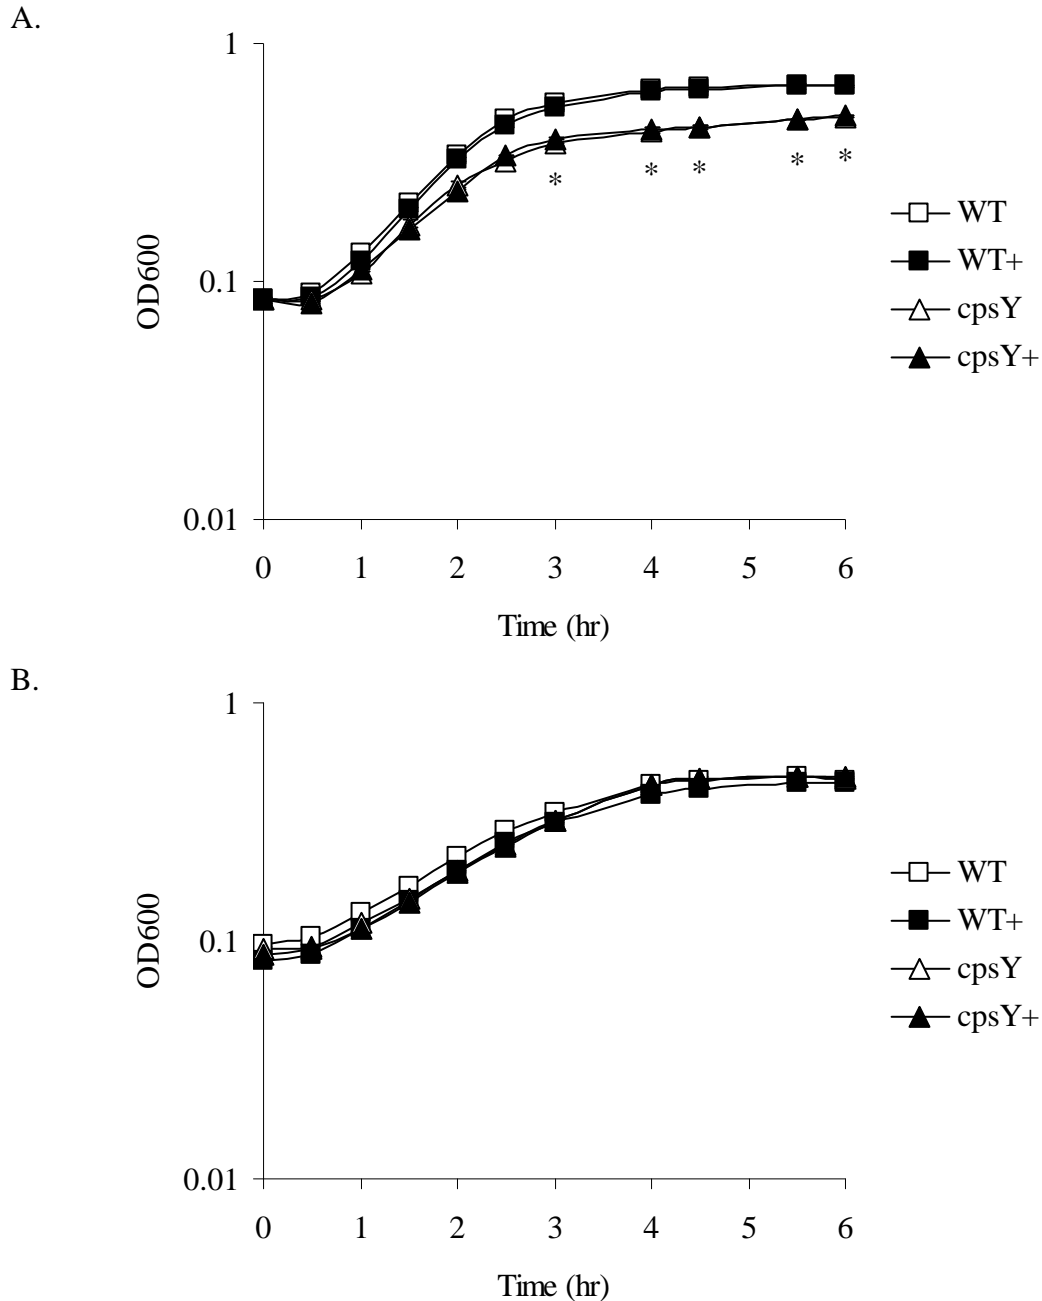 A.
1
0.1
0.01
OD600
* * * * *
0 1 2 3 4 5 6
Time (hr)
WT
WT+
cpsY
cpsY+
B.
1
0.1
0.01
OD600
0 1 2 3 4 5 6
Time (hr)
WT
WT+
cpsY
cpsY+